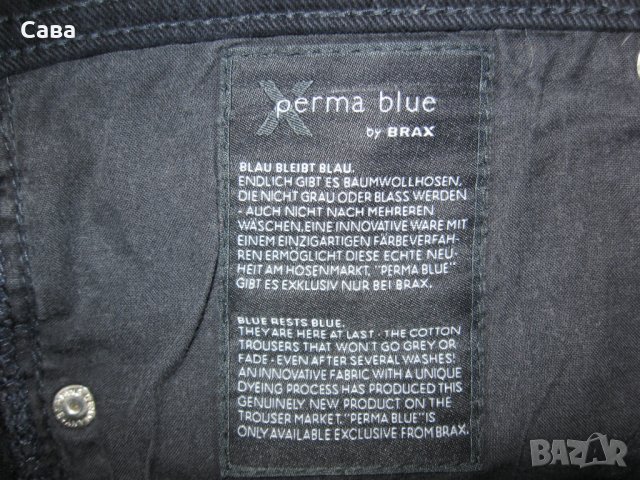 Caba
perma blue
by BRAX
BLAU BLEIBT BLAU.
ENDLICH GIBT ES BAUMWOLLHOSEN,
DIE NICHT GRAU ODER BLASS WERDEN
- AUCH NICHT NACH MEHREREN
WÄSCHEN. EINE INNOVATIVE WARE MIT
EINEM EINZIGARTIGEN FÄRBEVERFAH-
REN ERMÖGLICHT DIESE ECHTE NEU-
HEIT AM HOSENMARKT. "PERMA BLUE"
GIBT ES EXKLUSIV NUR BEI BRAX.
BLUE RESTS BLUE.
THEY ARE HERE AT LAST - THE COTTON
TROUSERS THAT WON'T GO GREY OR
FADE - EVEN AFTER SEVERAL WASHES!
AN INNOVATIVE FABRIC WITH A UNIQUE
DYEING PROCESS HAS PRODUCED THIS
GENUINELY NEW PRODUCT ON THE
TROUSER MARKET. "PERMA BLUE" IS
ONLY AVAILABLE EXCLUSIVE FROM BRAX.
BAZAR
bg